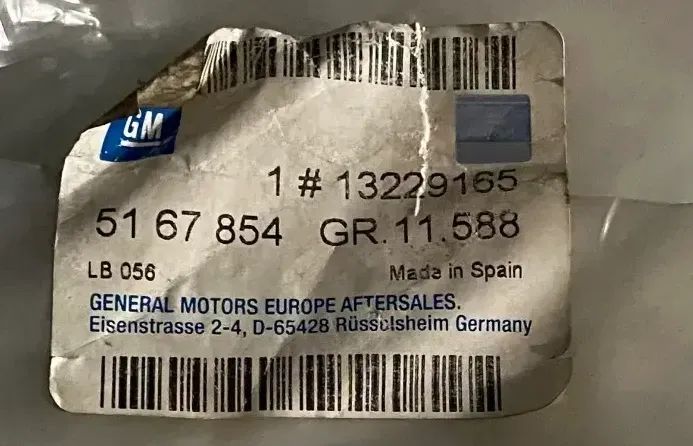 GM
1 # 13229165
51 67 854 GR. 11.588
LB 056 Made in Spain
GENERAL MOTORS EUROPE AFTERSALES.
Eisenstrasse 2-4, D-65428 Rüsselsheim Germany